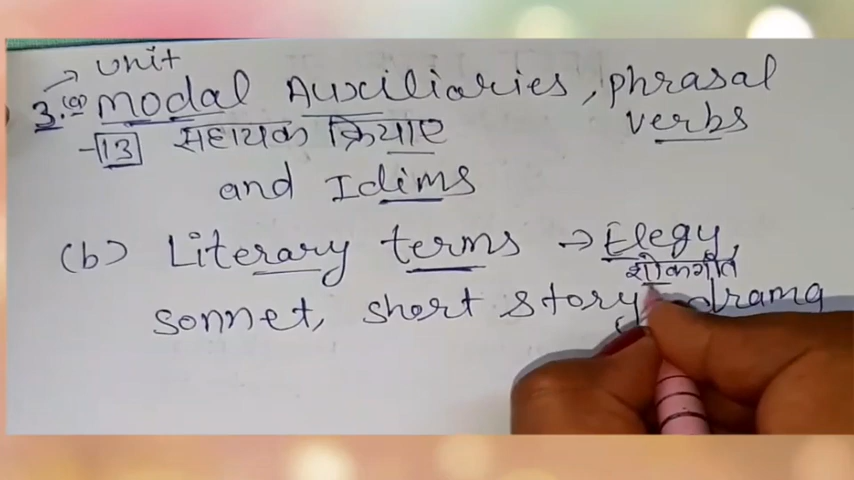 unit
3.(a) modal Auxiliaries, phrasal verbs
-13 सहायक क्रियाए
and Idims
(b) Literary terms → Elegy,
शोकगीत
sonnet, short story, drama